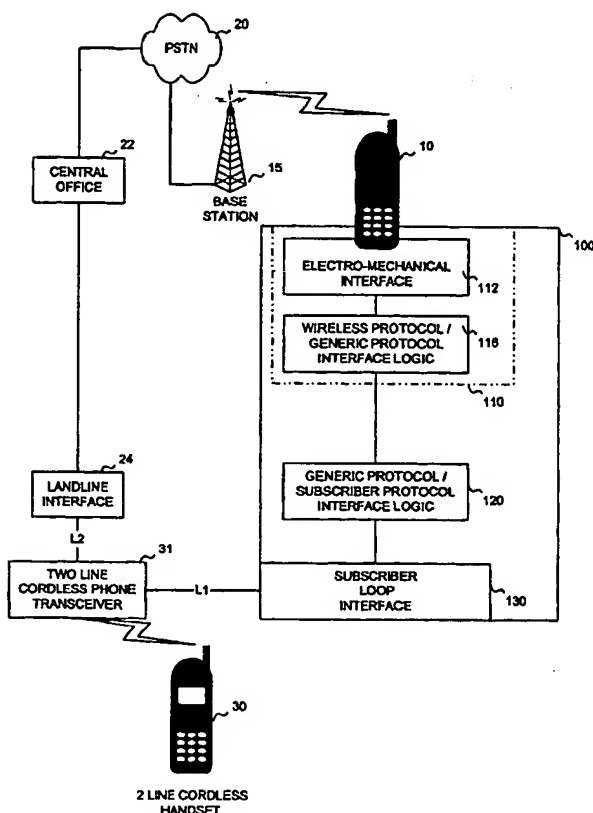 20
PSTN
22
CENTRAL
OFFICE
15
BASE
STATION
10
100
ELECTRO-MECHANICAL
INTERFACE
112
WIRELESS PROTOCOL /
GENERIC PROTOCOL
INTERFACE LOGIC
116
110
24
LANDLINE
INTERFACE
GENERIC PROTOCOL /
SUBSCRIBER PROTOCOL
INTERFACE LOGIC
120
L2
31
TWO LINE
CORDLESS PHONE
TRANSCEIVER
L1
SUBSCRIBER
LOOP
INTERFACE
130
30
2 LINE CORDLESS
HANDSET